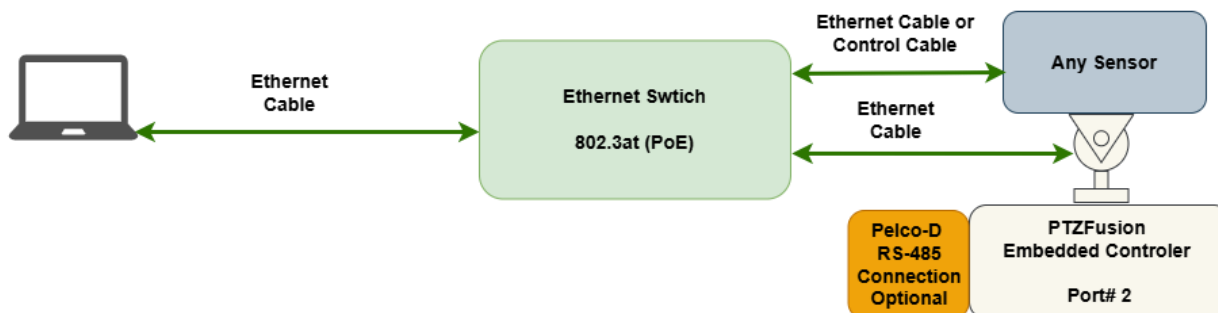 Ethernet
Cable
Ethernet Swtich
802.3at (PoE)
Ethernet Cable or
Control Cable
Ethernet
Cable
Any Sensor
Pelco-D
RS-485
Connection
Optional
PTZFusion
Embedded Controler
Port# 2